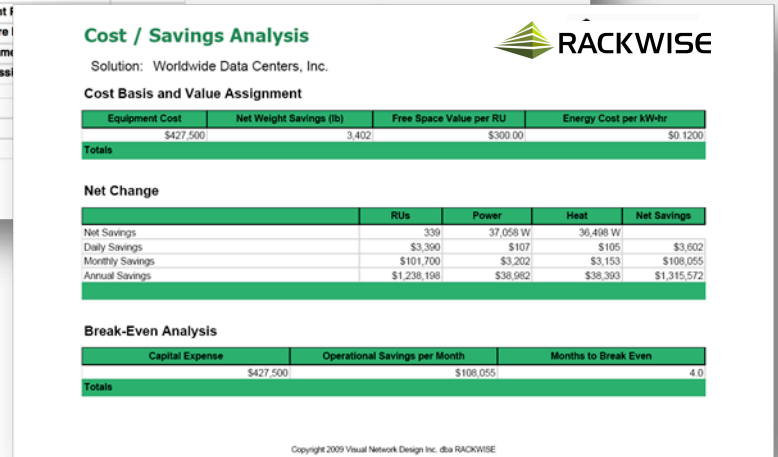 Cost / Savings Analysis
RACKWISE
Solution: Worldwide Data Centers, Inc.
Cost Basis and Value Assignment
Equipment Cost Net Weight Savings (lb) Free Space Value per RU Energy Cost per kW•hr
$427,500 3,402 $300.00 $0.1200
Totals
Net Change
RUs Power Heat Net Savings
Net Savings 339 37,058 W 36,498 W
Daily Savings $3,390 $107 $105 $3,602
Monthly Savings $101,700 $3,202 $3,153 $108,055
Annual Savings $1,238,198 $38,982 $38,393 $1,315,572
Break-Even Analysis
Capital Expense Operational Savings per Month Months to Break Even
$427,500 $108,055 4.0
Totals
Copyright 2009 Visual Network Design Inc. dba RACKWISE